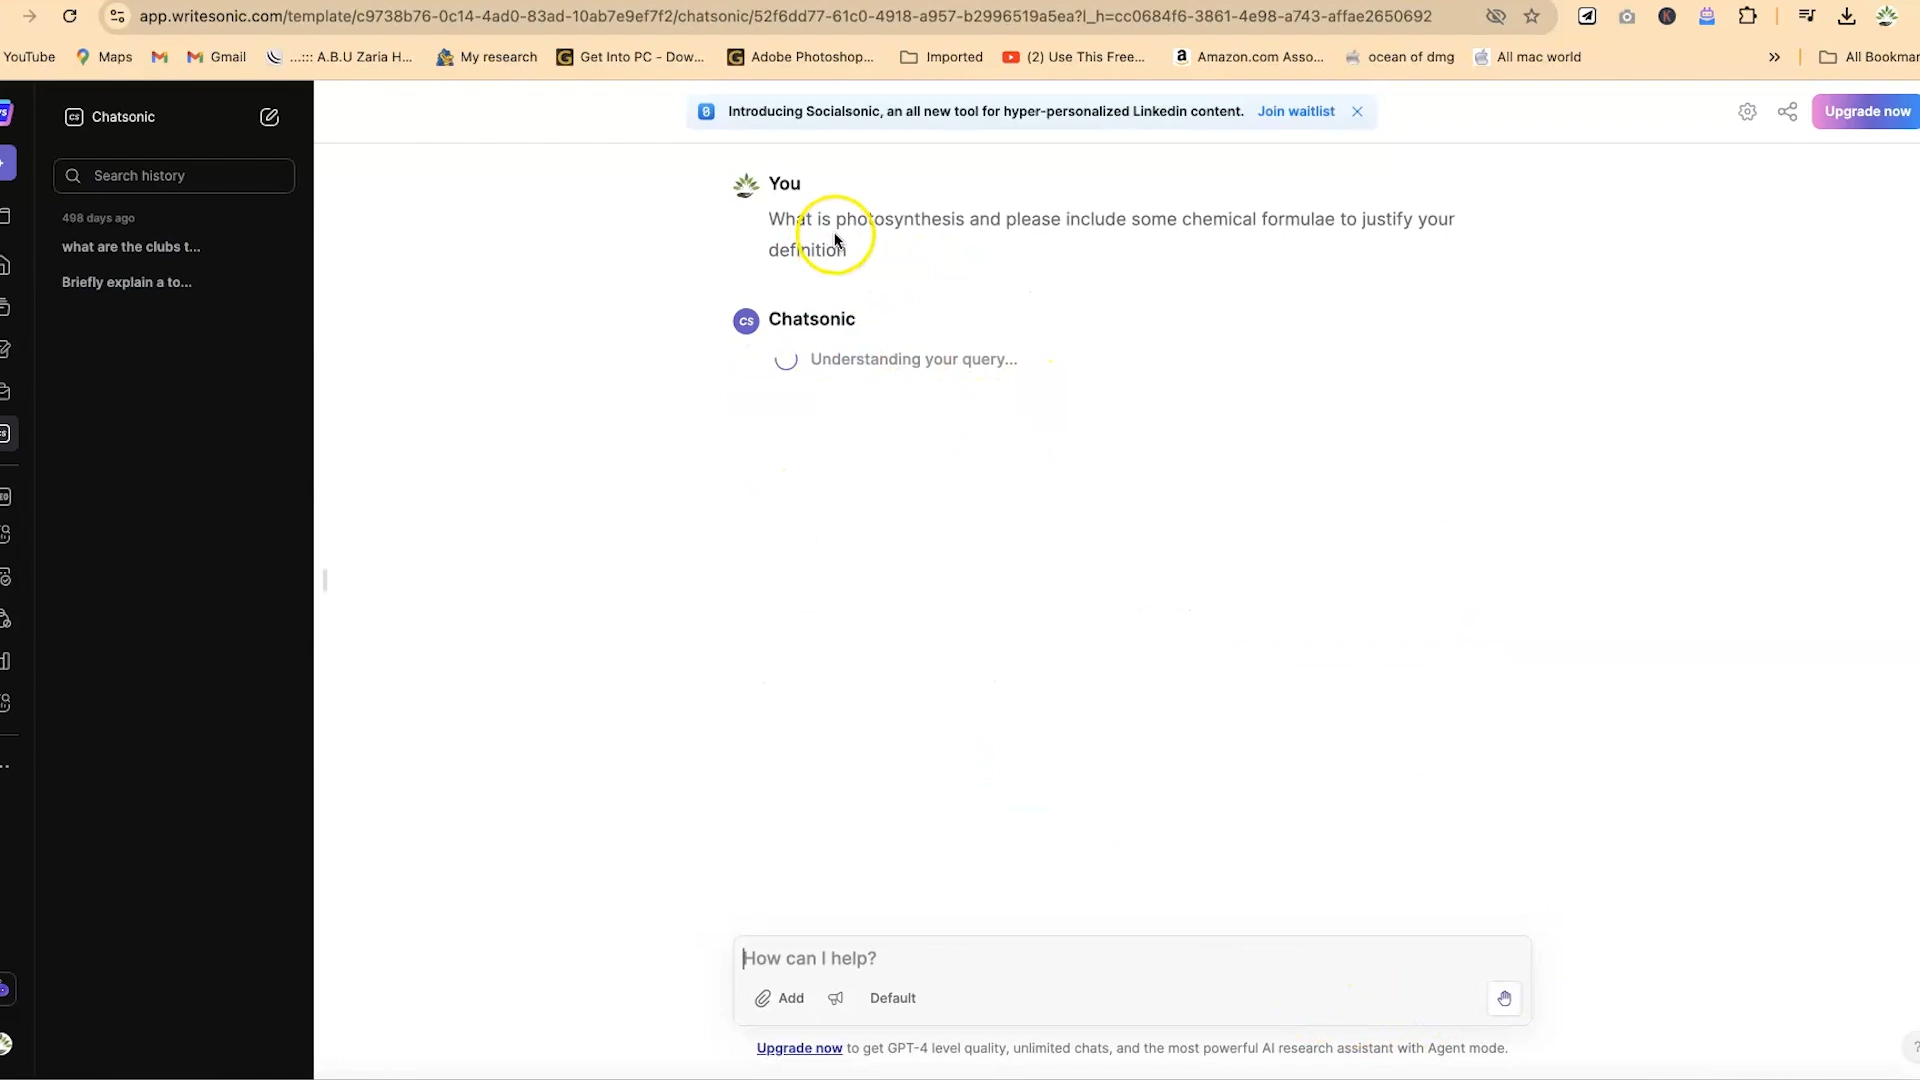 app.writesonic.com/template/c9738b76-0c14-4ad0-83ad-10ab7e9ef7f2/chatsonic/52f6dd77-61c0-4918-a957-b2996519a5ea?l_h=cc0684f6-3861-4e98-a743-affae2650692
YouTube Maps Gmail ...::: A.B.U Zaria H... My research Get Into PC - Dow... Adobe Photoshop... Imported (2) Use This Free... Amazon.com Asso... ocean of dmg All mac world » All Bookmar
Chatsonic
Introducing Socialsonic, an all new tool for hyper-personalized Linkedin content. Join waitlist
Upgrade now
Search history
498 days ago
what are the clubs t...
Briefly explain a to...
You
What is photosynthesis and please include some chemical formulae to justify your
definition
CS Chatsonic
Understanding your query...
How can I help?
Add Default
Upgrade now to get GPT-4 level quality, unlimited chats, and the most powerful AI research assistant with Agent mode.